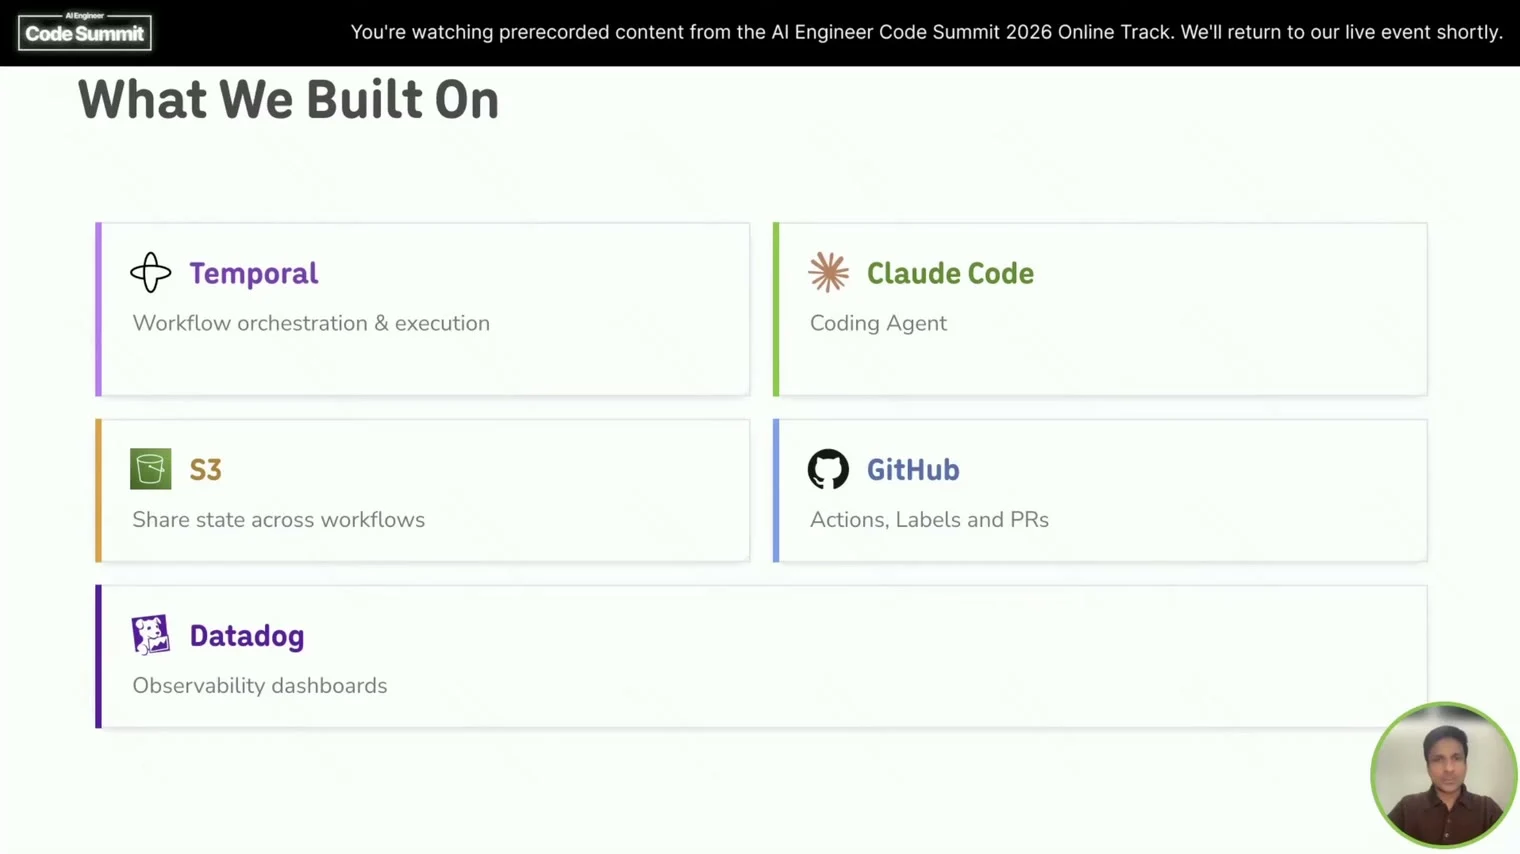 AI Engineer
Code Summit
You're watching prerecorded content from the AI Engineer Code Summit 2026 Online Track. We'll return to our live event shortly.
What We Built On
Temporal
Workflow orchestration & execution
Claude Code
Coding Agent
S3
Share state across workflows
GitHub
Actions, Labels and PRs
Datadog
Observability dashboards